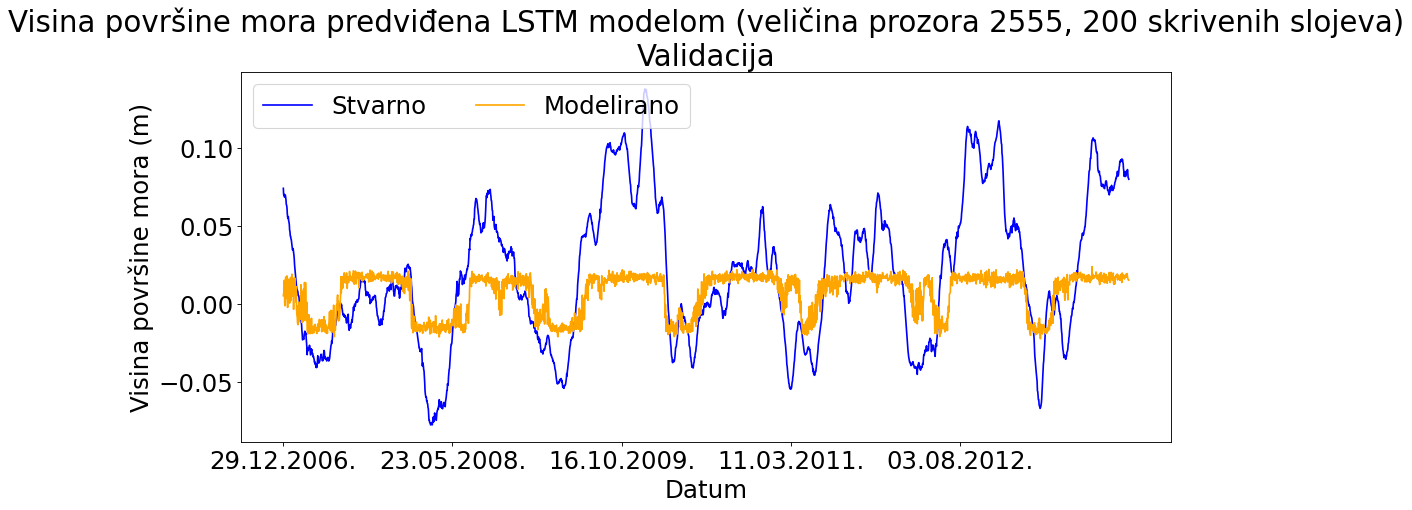 Visina površine mora predviđena LSTM modelom (veličina prozora 2555, 200 skrivenih slojeva)
Validacija
Stvarno
Modelirano
Visina površine mora (m)
0.10
0.05
0.00
−0.05
29.12.2006.
23.05.2008.
16.10.2009.
11.03.2011.
03.08.2012.
Datum